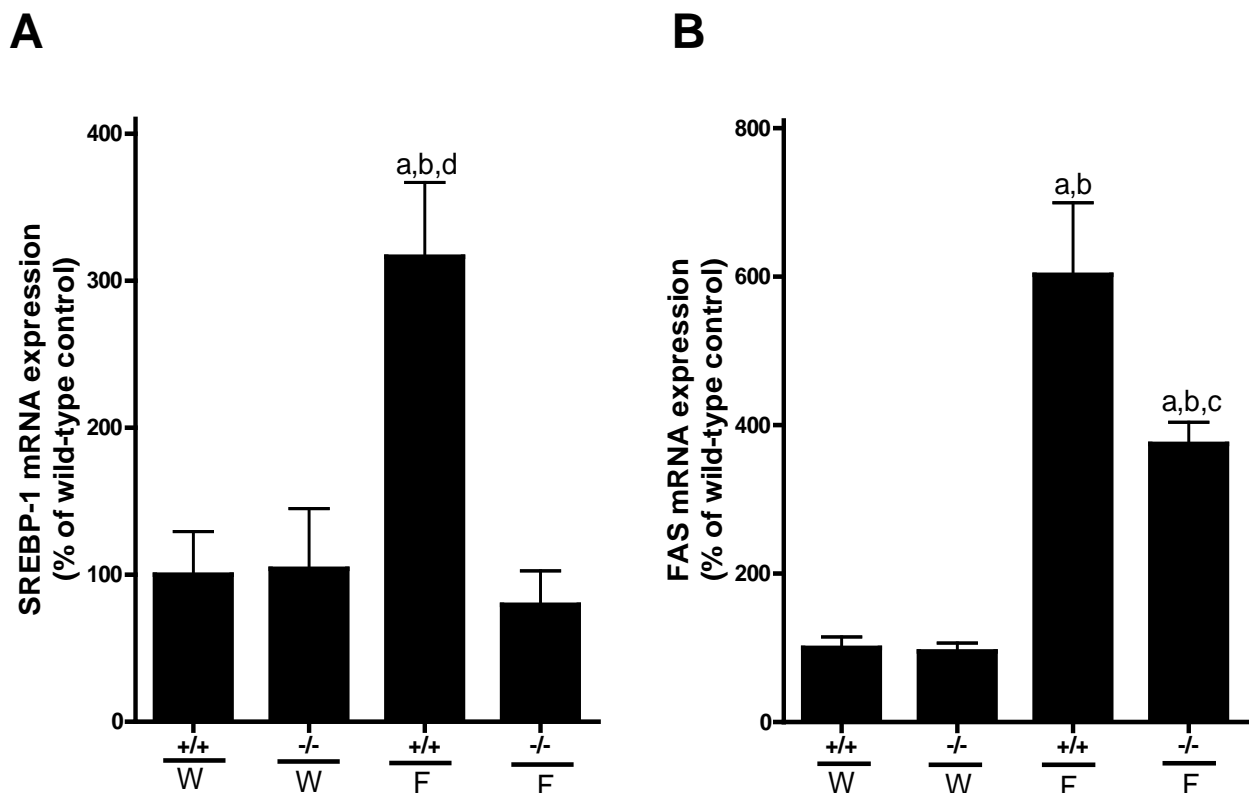 A
SREBP-1 mRNA expression
(% of wild-type control)
400
300
200
100
0
a,b,d
+/+ -/- +/+ -/-
W W F F
B
FAS mRNA expression
(% of wild-type control)
800
600
400
200
0
a,b
a,b,c
+/+ -/- +/+ -/-
W W F F